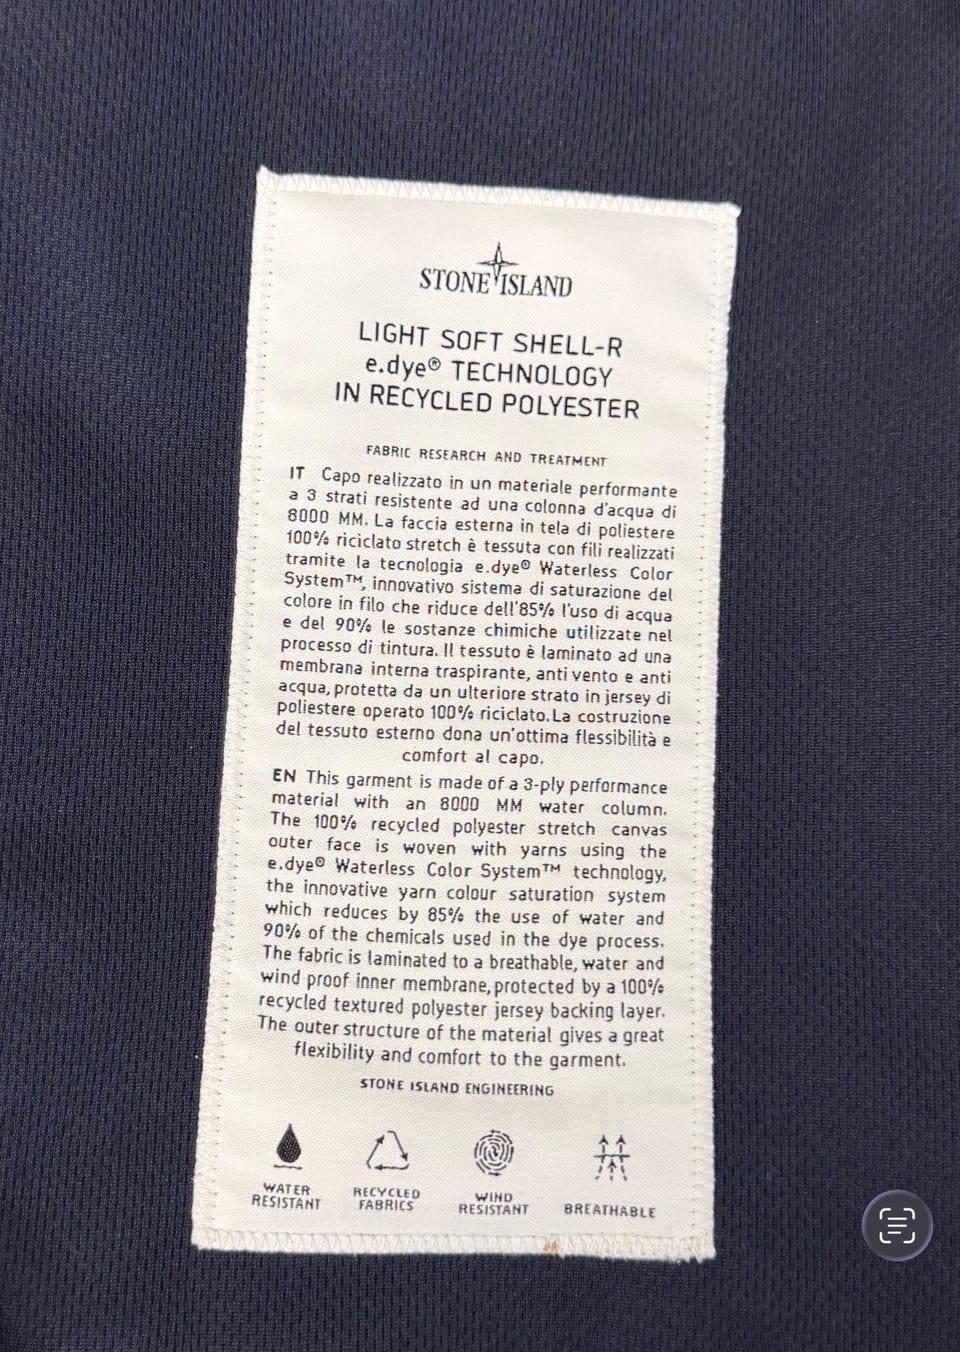 STONE ISLAND
LIGHT SOFT SHELL-R
e.dye® TECHNOLOGY
IN RECYCLED POLYESTER
FABRIC RESEARCH AND TREATMENT
IT Capo realizzato in un materiale performante
a 3 strati resistente ad una colonna d'acqua di
8000 MM. La faccia esterna in tela di poliestere
100% riciclato stretch è tessuta con fili realizzati
tramite la tecnologia e.dye® Waterless Color
System™, innovativo sistema di saturazione del
colore in filo che riduce dell'85% l'uso di acqua
e del 90% le sostanze chimiche utilizzate nel
processo di tintura. Il tessuto è laminato ad una
membrana interna traspirante, anti vento e anti
acqua, protetta da un ulteriore strato in jersey di
poliestere operato 100% riciclato. La costruzione
del tessuto esterno dona un'ottima flessibilità e
comfort al capo.
EN This garment is made of a 3-ply performance
material with an 8000 MM water column.
The 100% recycled polyester stretch canvas
outer face is woven with yarns using the
e.dye® Waterless Color System™ technology,
the innovative yarn colour saturation system
which reduces by 85% the use of water and
90% of the chemicals used in the dye process.
The fabric is laminated to a breathable, water and
wind proof inner membrane, protected by a 100%
recycled textured polyester jersey backing layer.
The outer structure of the material gives a great
flexibility and comfort to the garment.
STONE ISLAND ENGINEERING
WATER
RESISTANT
RECYCLED
FABRICS
WIND
RESISTANT
BREATHABLE